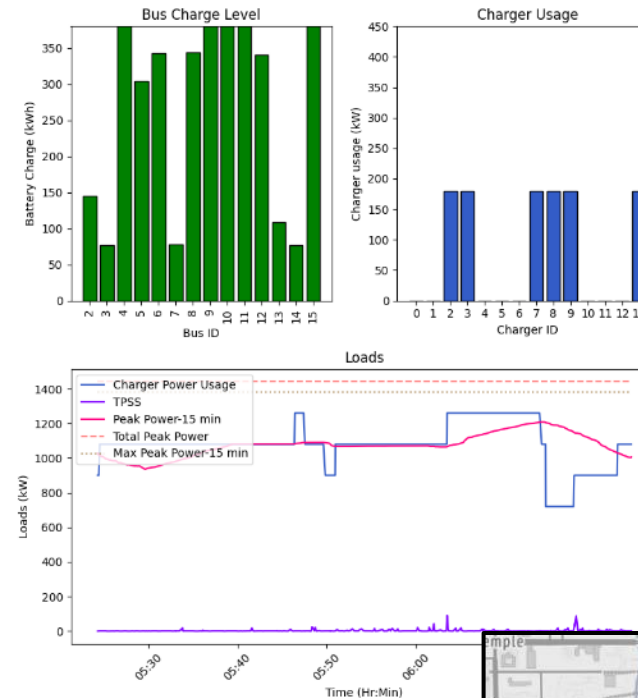 Bus Charge Level
Battery Charge (kWh)
350
300
250
200
150
100
50
0
2 3 4 5 6 7 8 9 10 11 12 13 14 15
Bus ID
Charger Usage
Charger usage (kW)
450
400
350
300
250
200
150
100
50
0
0 1 2 3 4 5 6 7 8 9 10 11 12
Charger ID
Loads
Loads (kW)
1400
1200
1000
800
600
400
200
0
Charger Power Usage
TPSS
Peak Power-15 min
Total Peak Power
Max Peak Power-15 min
05:30 05:40 05:50 06:00
Time (Hr:Min)
emple